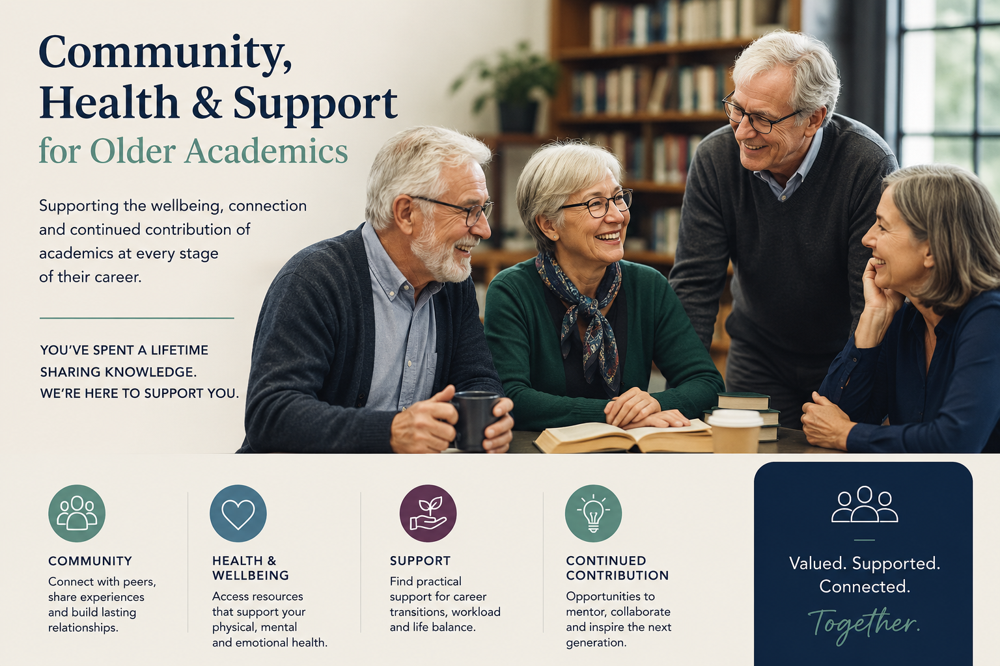 Community,
Health & Support
for Older Academics
Supporting the wellbeing, connection
and continued contribution of
academics at every stage
of their career.
YOU'VE SPENT A LIFETIME
SHARING KNOWLEDGE.
WE'RE HERE TO SUPPORT YOU.
COMMUNITY
Connect with peers,
share experiences
and build lasting
relationships.
HEALTH &
WELLBEING
Access resources
that support your
physical, mental
and emotional health.
SUPPORT
Find practical
support for career
transitions, workload
and life balance.
CONTINUED
CONTRIBUTION
Opportunities to
mentor, collaborate
and inspire the next
generation.
Valued. Supported.
Connected.
Together.